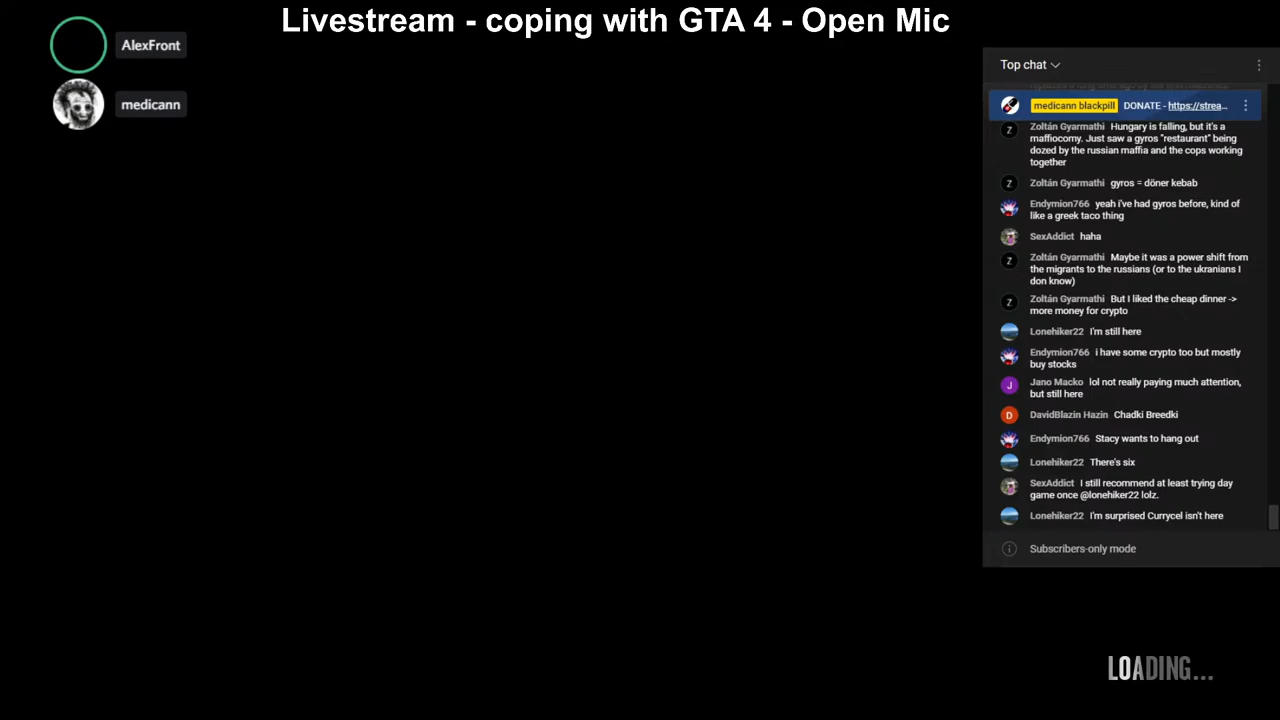 Livestream - coping with GTA 4 - Open Mic
AlexFront
medicann
Top chat
medicann blackpill DONATE - https://strea...
Zoltán Gyarmathi Hungary is falling, but it's a
maffiocorny. Just saw a gyros "restaurant" being
dozed by the russian maffia and the cops working
together
Zoltán Gyarmathi gyros = döner kebab
Endymion766 yeah i've had gyros before, kind of
like a greek taco thing
SexAddict haha
Zoltán Gyarmathi Maybe it was a power shift from
the migrants to the russians (or to the ukranians I
don know)
Zoltán Gyarmathi But I liked the cheap dinner ->
more money for crypto
Lonehiker22 I'm still here
Endymion766 i have some crypto too but mostly
buy stocks
Jano Macko lol not really paying much attention,
but still here
DavidBlazin Hazin Chadki Breedki
Endymion766 Stacy wants to hang out
Lonehiker22 There's six
SexAddict I still recommend at least trying day
game once @lonehiker22 lolz.
Lonehiker22 I'm surprised Currycel isn't here
Subscribers-only mode
LOADING...